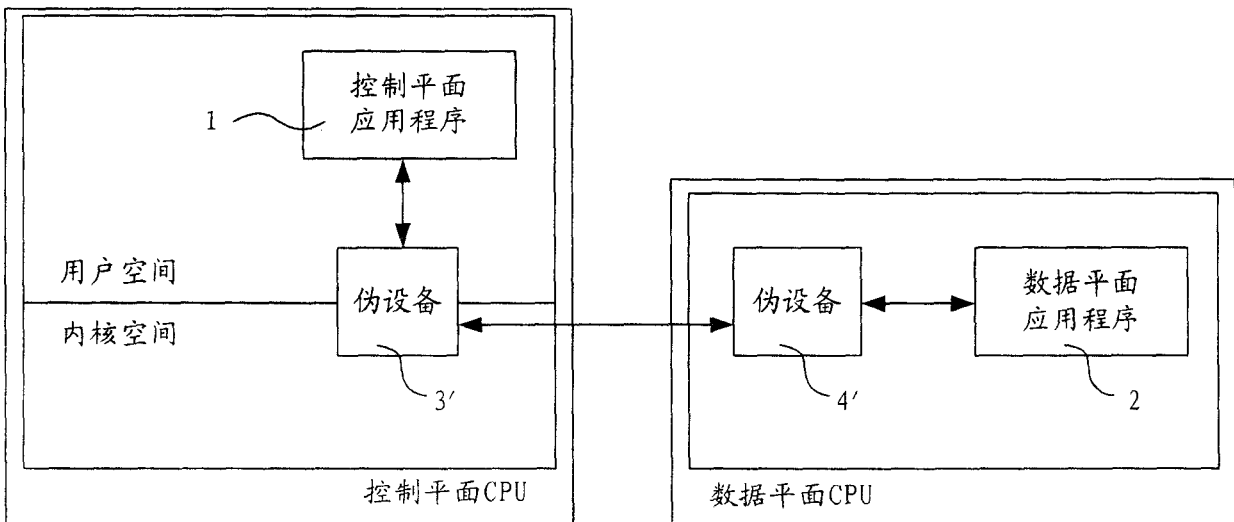 控制平面
应用程序
1
用户空间
内核空间
伪设备
3′
伪设备
4′
数据平面
应用程序
2
控制平面CPU
数据平面CPU